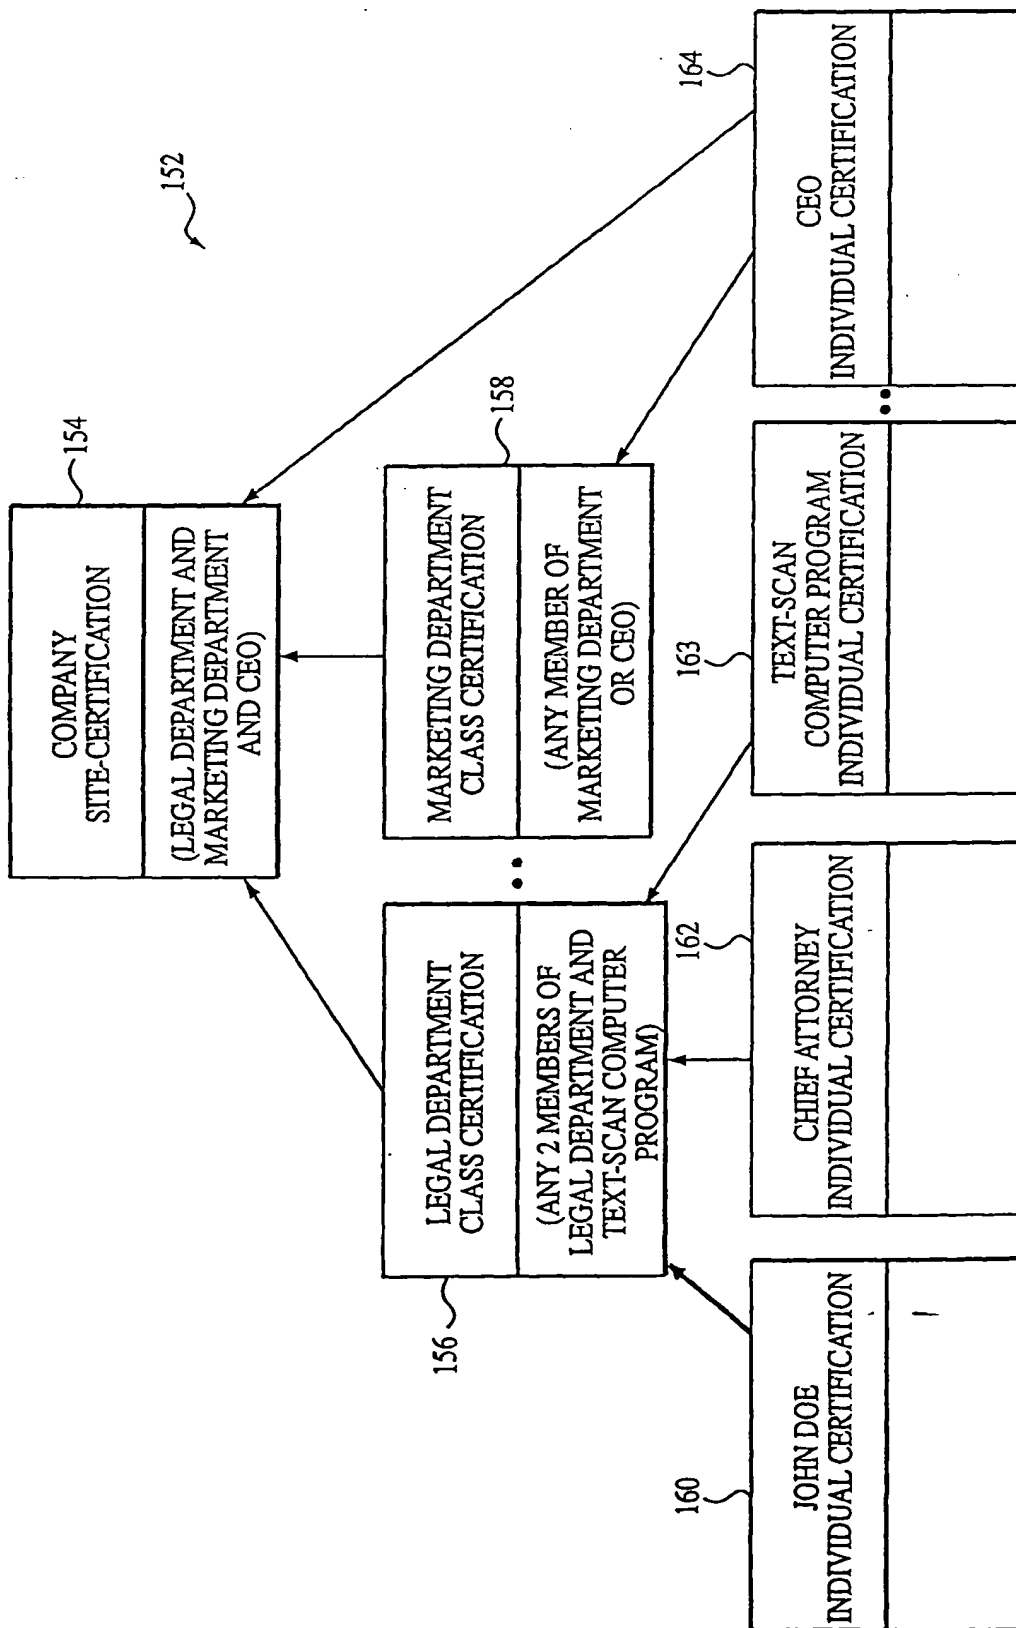 152
154
COMPANY
SITE-CERTIFICATION
(LEGAL DEPARTMENT AND
MARKETING DEPARTMENT
AND CEO)
156
LEGAL DEPARTMENT
CLASS CERTIFICATION
(ANY 2 MEMBERS OF
LEGAL DEPARTMENT AND
TEXT-SCAN COMPUTER
PROGRAM)
158
MARKETING DEPARTMENT
CLASS CERTIFICATION
(ANY MEMBER OF
MARKETING DEPARTMENT
OR CEO)
160
JOHN DOE
INDIVIDUAL CERTIFICATION
162
CHIEF ATTORNEY
INDIVIDUAL CERTIFICATION
163
TEXT-SCAN
COMPUTER PROGRAM
INDIVIDUAL CERTIFICATION
164
CEO
INDIVIDUAL CERTIFICATION